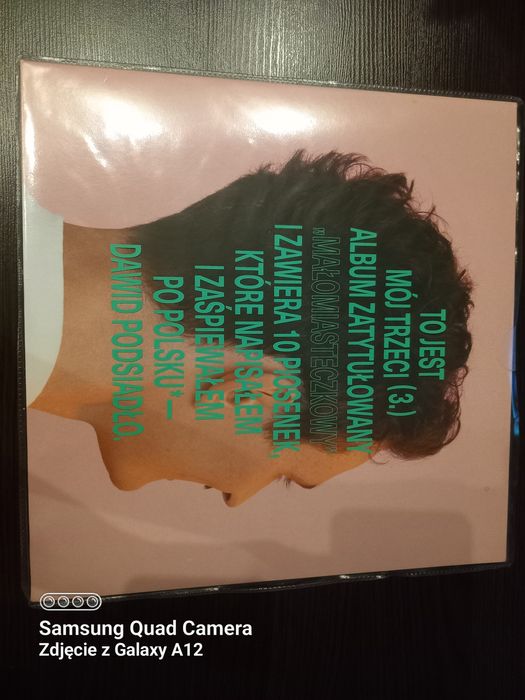 TO JEST
MÓJ TRZECI (3.)
ALBUM ZATYTUŁOWANY
„MAŁOMIASTECZKOWY”
I ZAWIERA 10 PIOSENEK,
KTÓRE NAPISAŁEM
I ZAŚPIEWAŁEM
PO POLSKU*—
DAWID PODSIADŁO.
Samsung Quad Camera
Zdjęcie z Galaxy A12